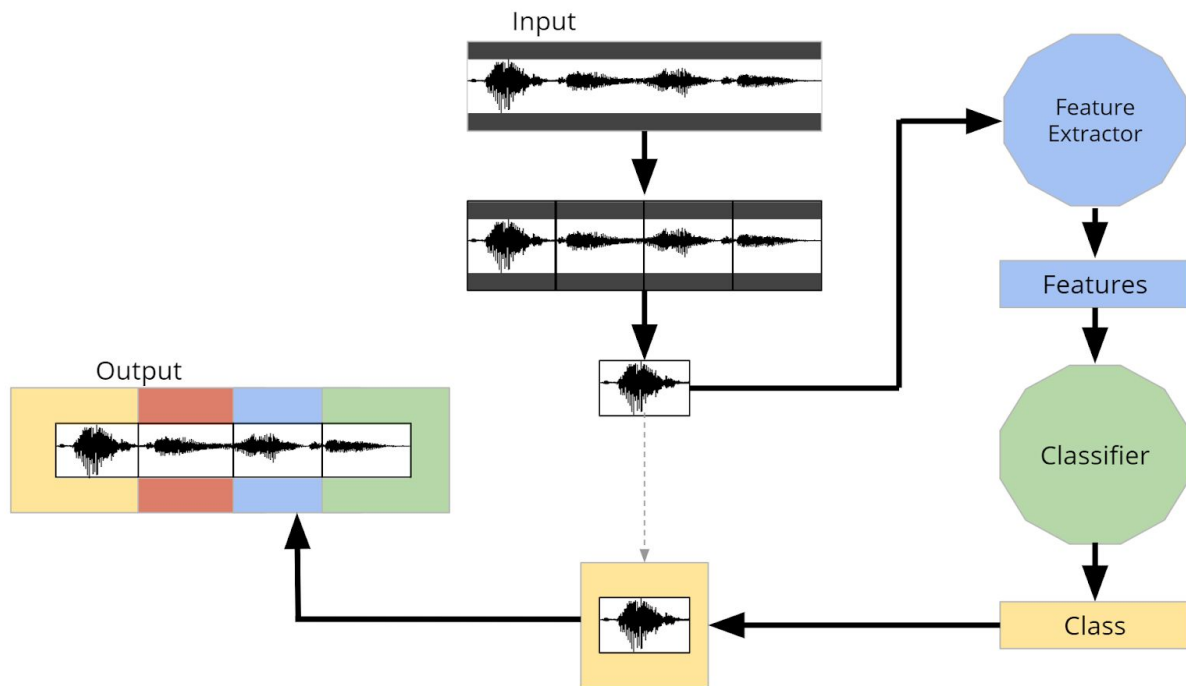 Input
Feature
Extractor
Features
Output
Classifier
Class